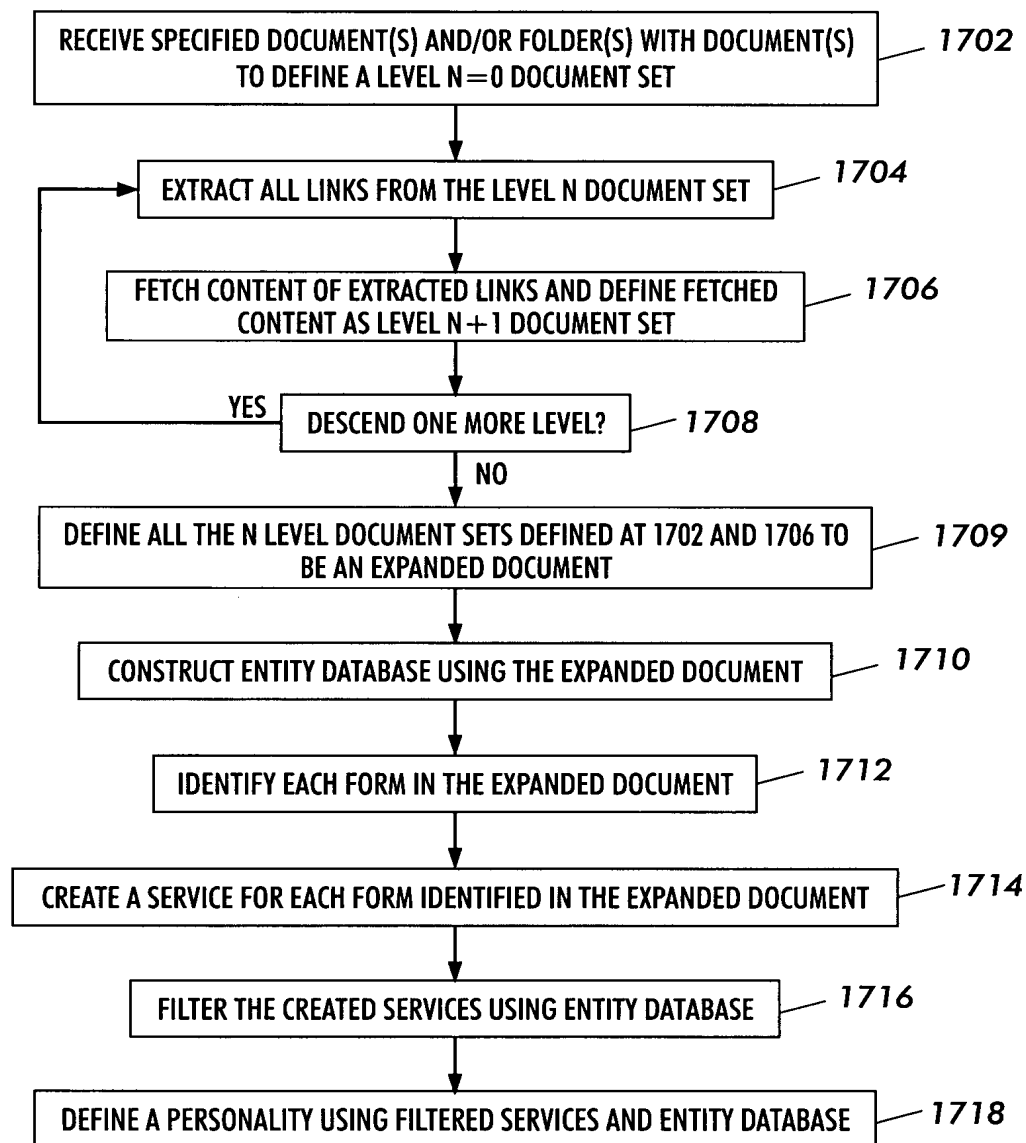 RECEIVE SPECIFIED DOCUMENT(S) AND/OR FOLDER(S) WITH DOCUMENT(S)
TO DEFINE A LEVEL N=0 DOCUMENT SET
1702
EXTRACT ALL LINKS FROM THE LEVEL N DOCUMENT SET
1704
FETCH CONTENT OF EXTRACTED LINKS AND DEFINE FETCHED
CONTENT AS LEVEL N+1 DOCUMENT SET
1706
YES
DESCEND ONE MORE LEVEL?
1708
NO
DEFINE ALL THE N LEVEL DOCUMENT SETS DEFINED AT 1702 AND 1706 TO
BE AN EXPANDED DOCUMENT
1709
CONSTRUCT ENTITY DATABASE USING THE EXPANDED DOCUMENT
1710
IDENTIFY EACH FORM IN THE EXPANDED DOCUMENT
1712
CREATE A SERVICE FOR EACH FORM IDENTIFIED IN THE EXPANDED DOCUMENT
1714
FILTER THE CREATED SERVICES USING ENTITY DATABASE
1716
DEFINE A PERSONALITY USING FILTERED SERVICES AND ENTITY DATABASE
1718